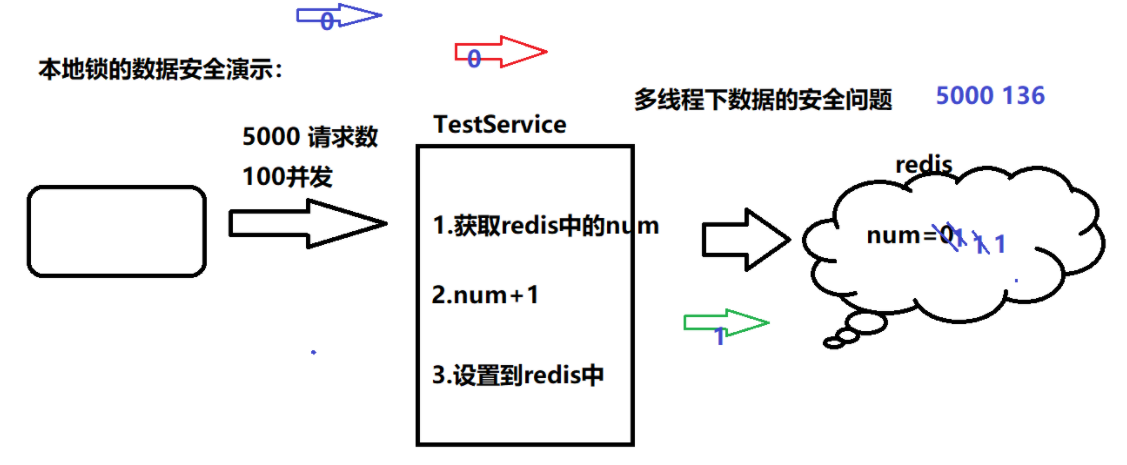 0
0
本地锁的数据安全演示：
多线程下数据的安全问题 5000 136
5000 请求数
100并发
TestService
redis
1.获取redis中的num
num=01 1 1
2.num+1
1
3.设置到redis中